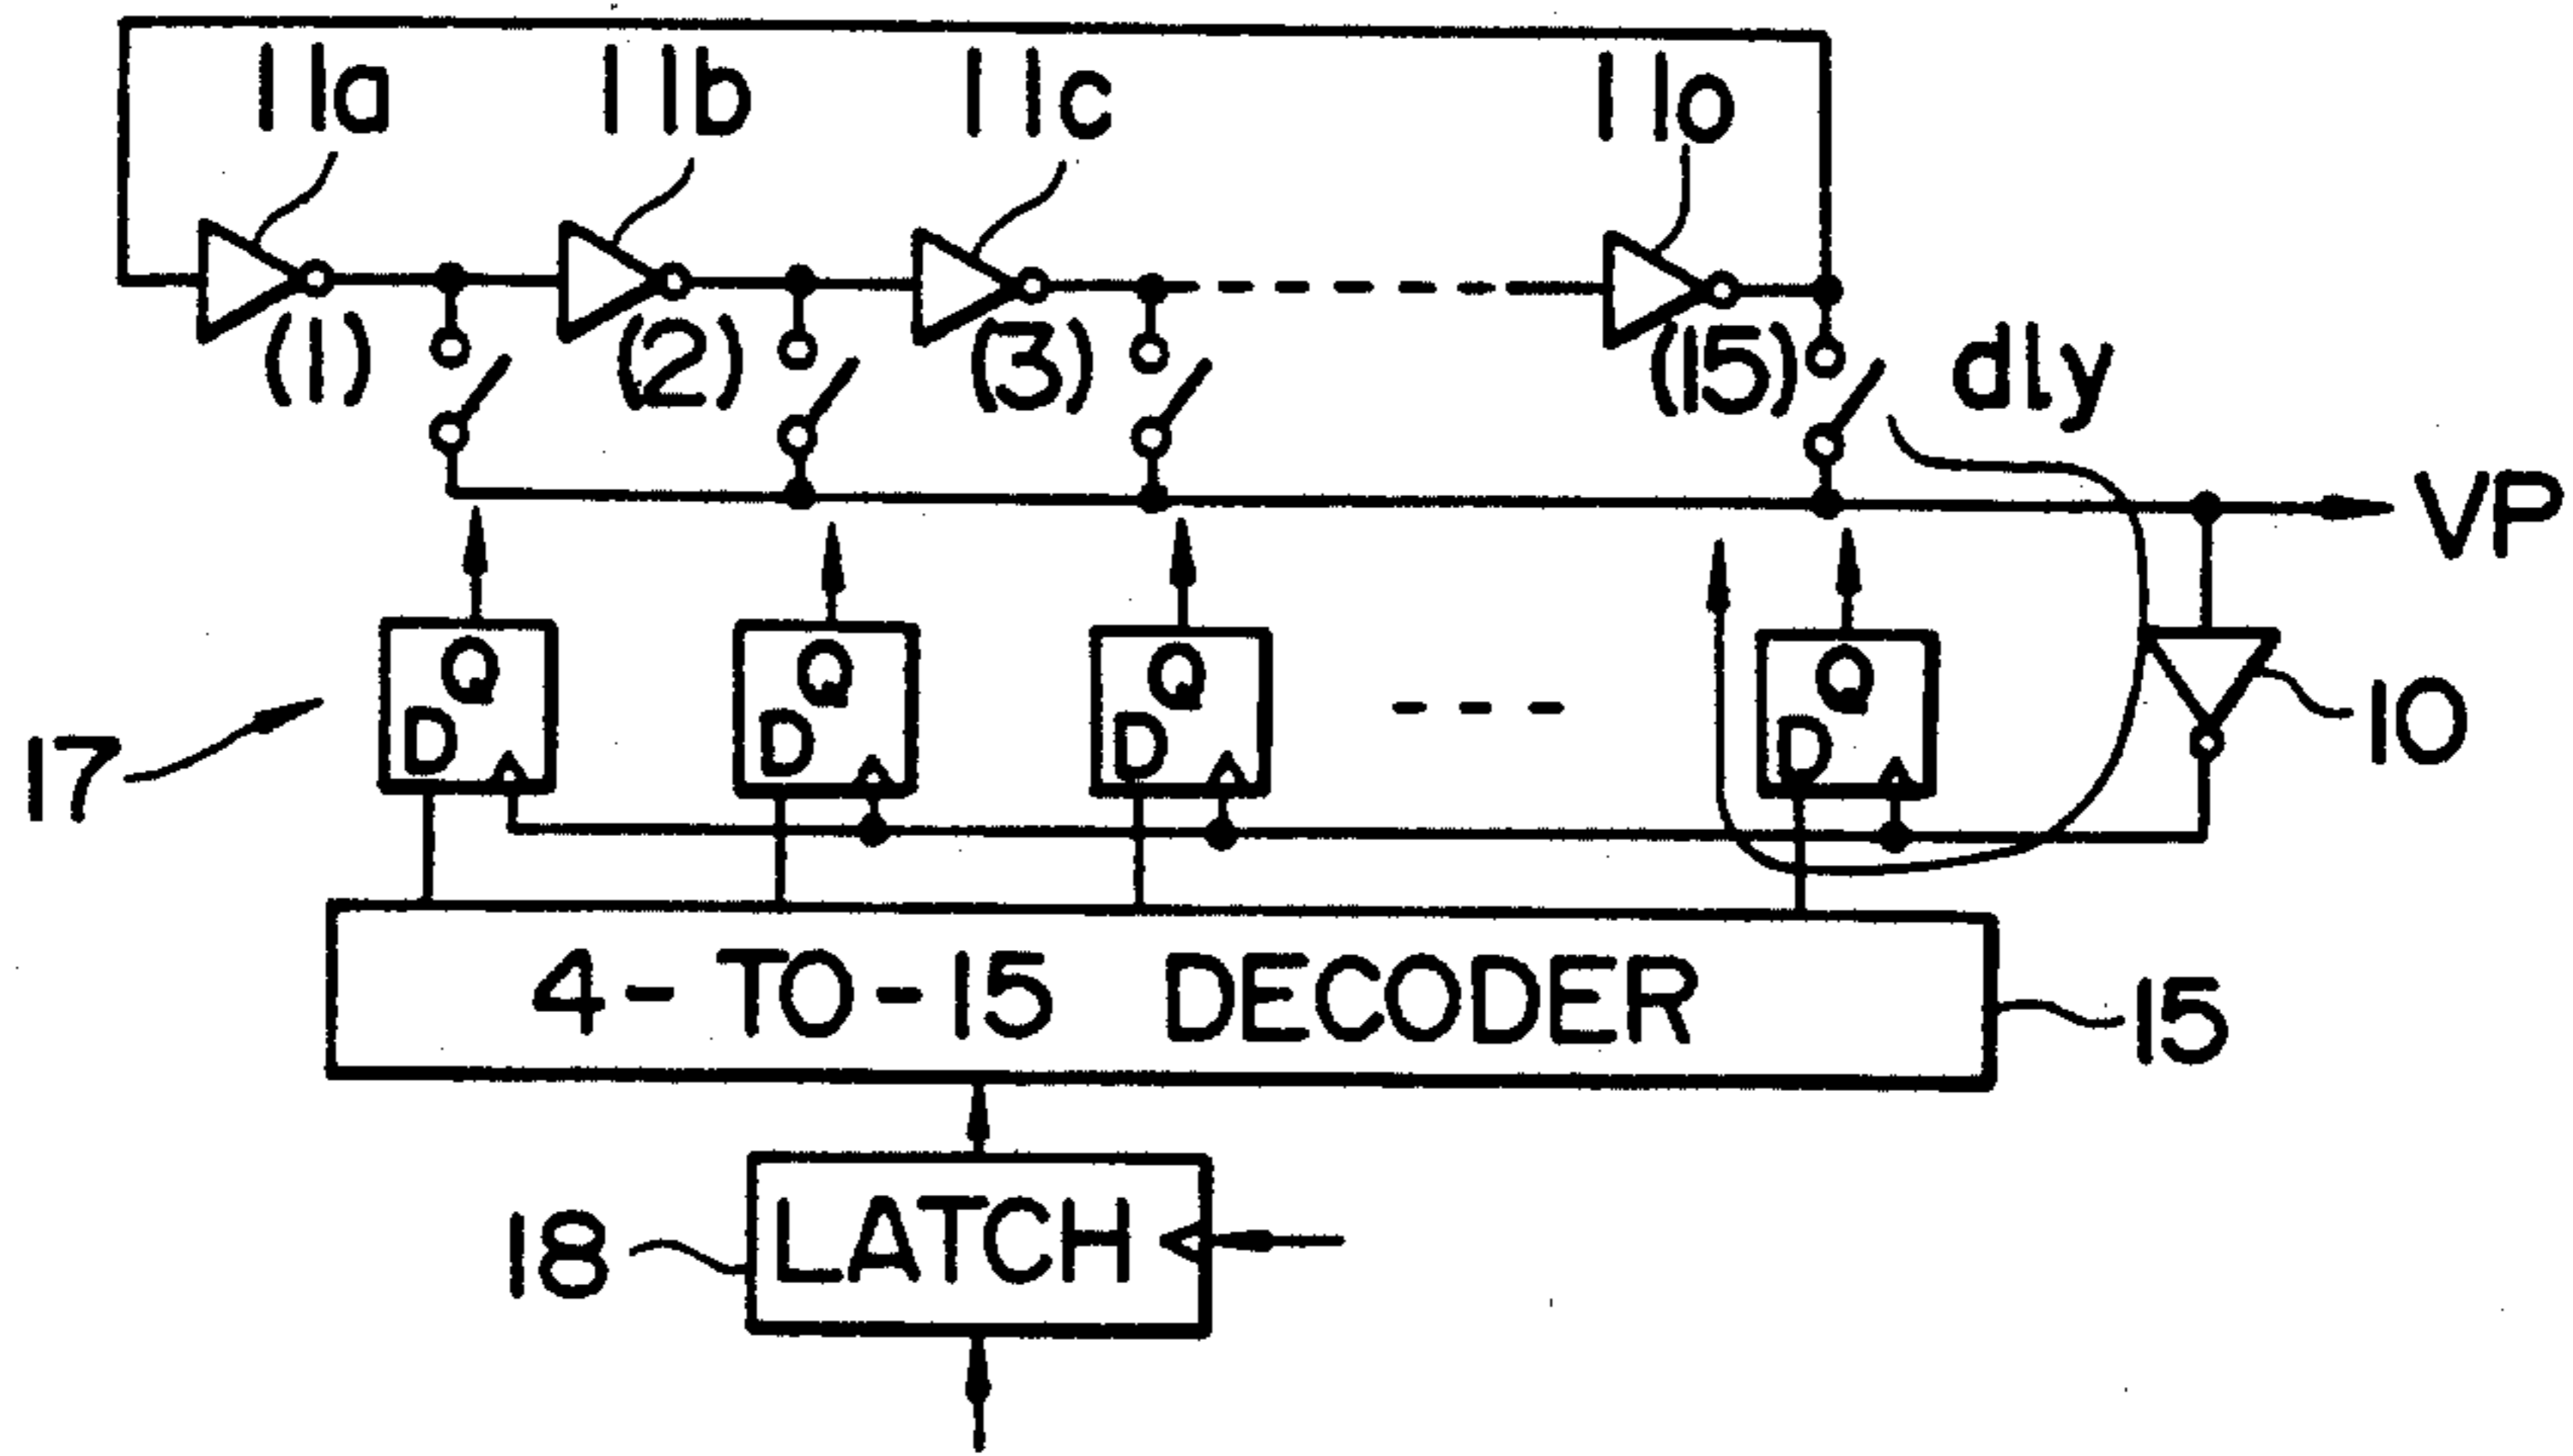 11a 11b 11c 11o
(1) (2) (3) (15) dly
VP
Q Q Q Q
D D D D
17 10
4-TO-15 DECODER 15
18 LATCH